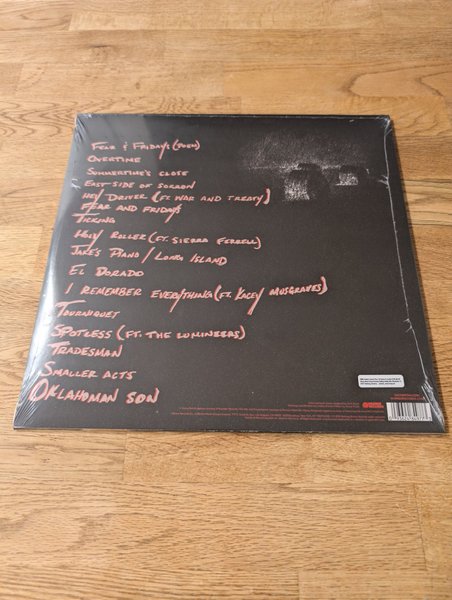 FEAR & FRIDAYS (POEM)
OVERTIME
SUMMERTIME'S CLOSE
EAST SIDE OF SORROW
HEY DRIVER (FT. WAR AND TREATY)
FEAR AND FRIDAYS
TICKING
HOLY ROLLER (FT. SIERRA FERRELL)
JAKE'S PIANO / LONG ISLAND
EL DORADO
I REMEMBER EVERYTHING (FT. KACEY MUSGRAVES)
TOURNIQUET
SPOTLESS (FT. THE LUMINEERS)
TRADESMAN
SMALLER ACTS
OKLAHOMAN SON